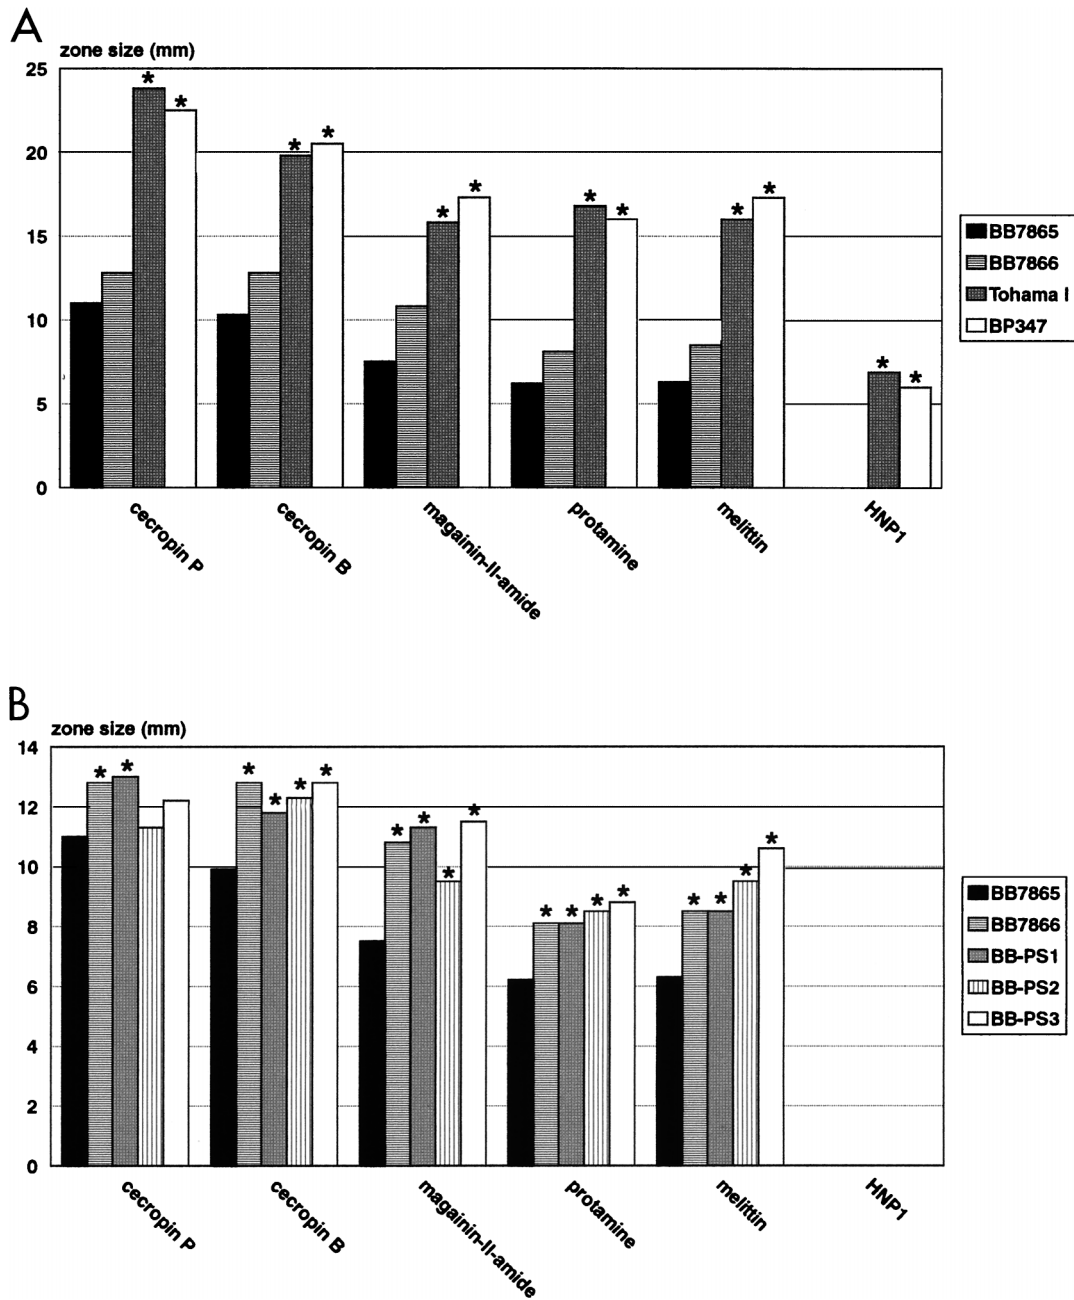 A
zone size (mm)
25
20
15
10
5
0
* * * * * * * * * * * *
cecropin P
cecropin B
magainin-II-amide
protamine
melittin
HNP1
BB7865
BB7866
Tohama I
BP347
B
zone size (mm)
14
12
10
8
6
4
2
0
* * * * * * * * * * * * * * * * * *
cecropin P
cecropin B
magainin-II-amide
protamine
melittin
HNP1
BB7865
BB7866
BB-PS1
BB-PS2
BB-PS3